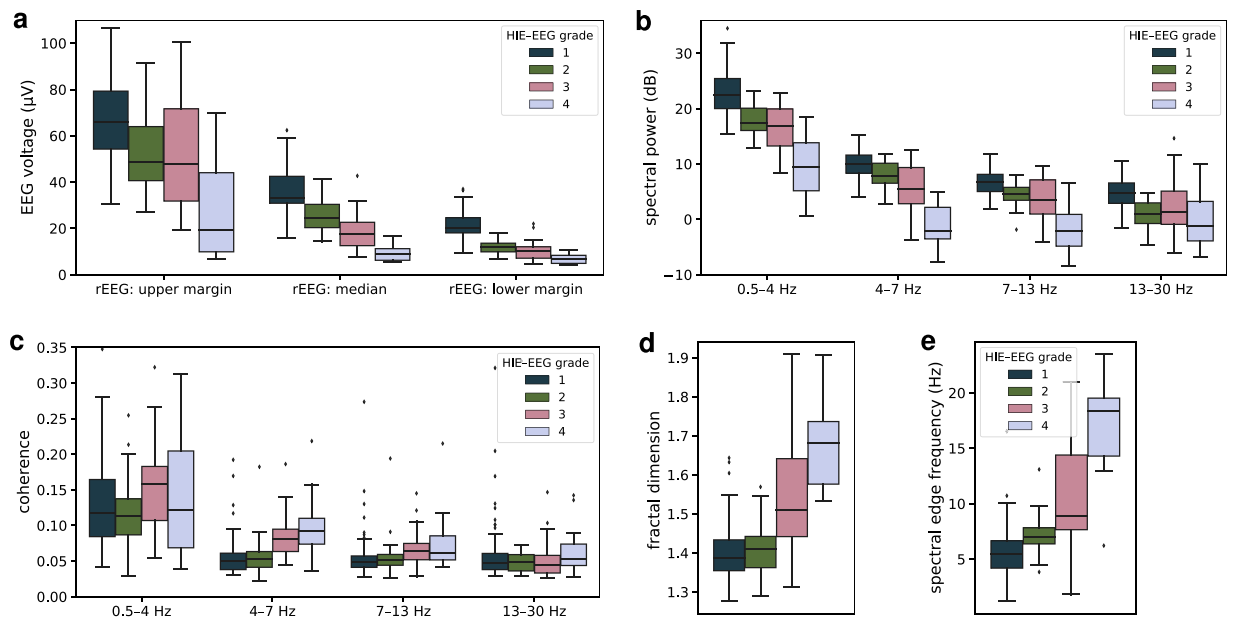 a
EEG voltage (μV)
100
80
60
40
20
0
HIE–EEG grade
1
2
3
4
rEEG: upper margin
rEEG: median
rEEG: lower margin
b
spectral power (dB)
30
20
10
0
−10
HIE–EEG grade
1
2
3
4
0.5–4 Hz
4–7 Hz
7–13 Hz
13–30 Hz
c
coherence
0.35
0.30
0.25
0.20
0.15
0.10
0.05
0.00
HIE–EEG grade
1
2
3
4
0.5–4 Hz
4–7 Hz
7–13 Hz
13–30 Hz
d
fractal dimension
1.9
1.8
1.7
1.6
1.5
1.4
1.3
e
spectral edge frequency (Hz)
20
15
10
5
HIE–EEG grade
1
2
3
4